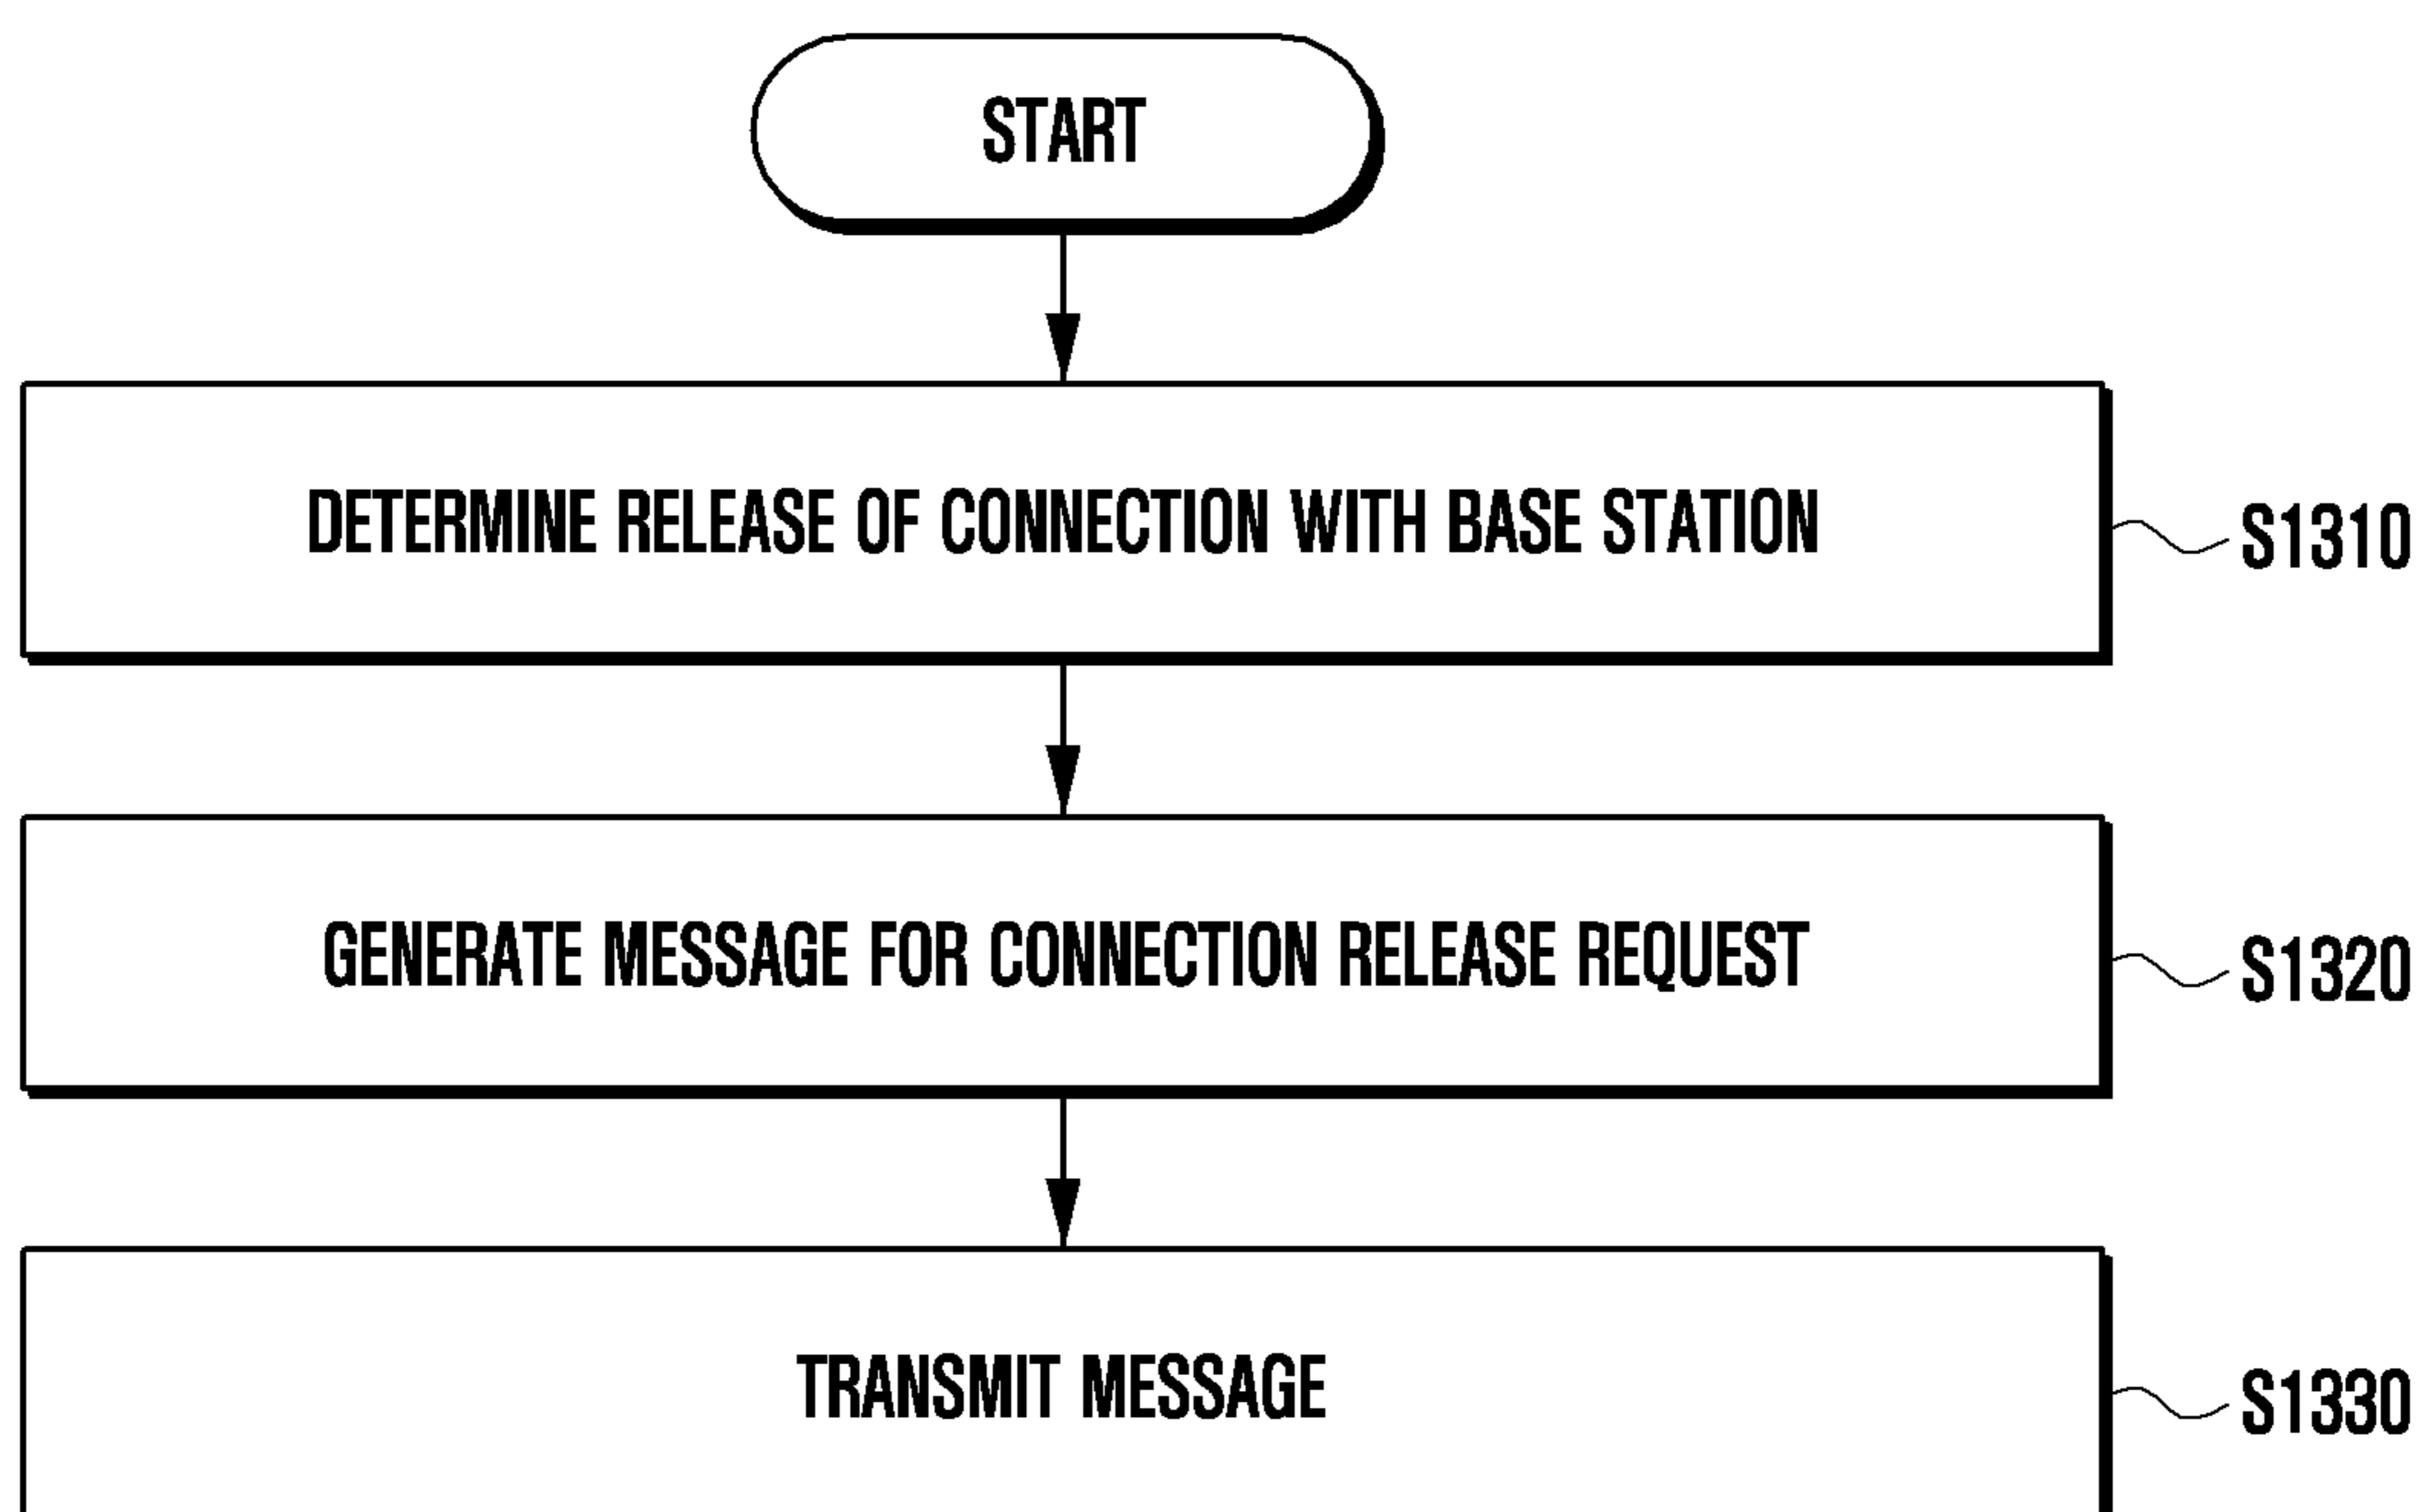 START
DETERMINE RELEASE OF CONNECTION WITH BASE STATION
S1310
GENERATE MESSAGE FOR CONNECTION RELEASE REQUEST
S1320
TRANSMIT MESSAGE
S1330